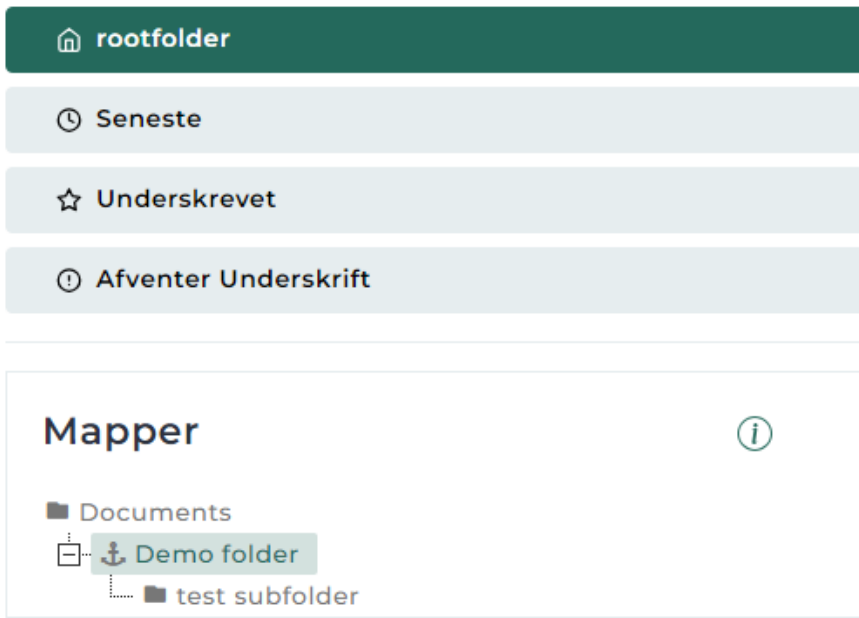 rootfolder
Seneste
Underskrevet
Afventer Underskrift
Mapper
Documents
Demo folder
test subfolder